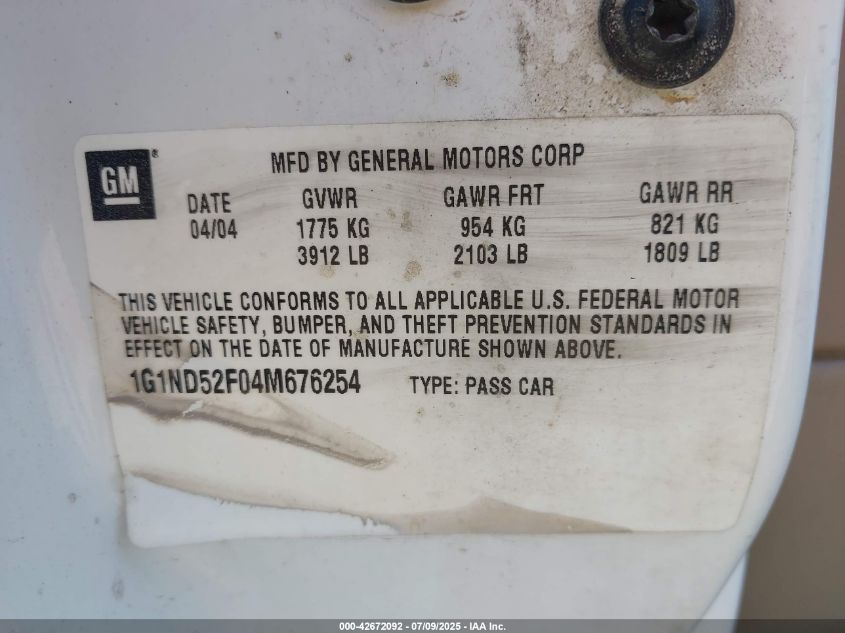 GM®
MFD BY GENERAL MOTORS CORP
DATE GVWR GAWR FRT GAWR RR
04/04 1775 KG 954 KG 821 KG
3912 LB 2103 LB 1809 LB
THIS VEHICLE CONFORMS TO ALL APPLICABLE U.S. FEDERAL MOTOR
VEHICLE SAFETY, BUMPER, AND THEFT PREVENTION STANDARDS IN
EFFECT ON THE DATE OF MANUFACTURE SHOWN ABOVE.
1G1ND52F04M676254 TYPE: PASS CAR
000-42672092 - 07/09/2025 - IAA Inc.